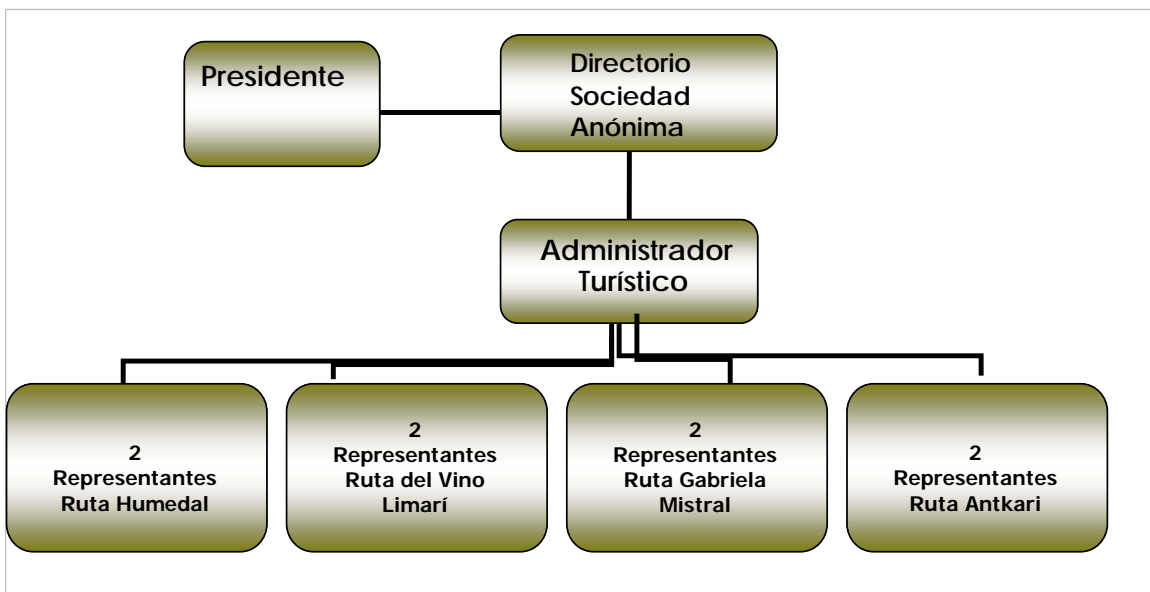 Presidente
Directorio
Sociedad
Anónima
Administrador
Turístico
2
Representantes
Ruta Humedal
2
Representantes
Ruta del Vino
Limarí
2
Representantes
Ruta Gabriela
Mistral
2
Representantes
Ruta Antkari